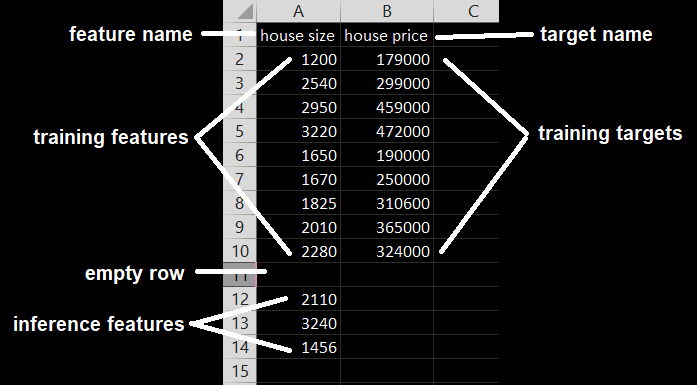 A B C
feature name 1 house size house price target name
2 1200 179000
3 2540 299000
4 2950 459000
training features 5 3220 472000 training targets
6 1650 190000
7 1670 250000
8 1825 310600
9 2010 365000
10 2280 324000
empty row 11
12 2110
inference features 13 3240
14 1456
15